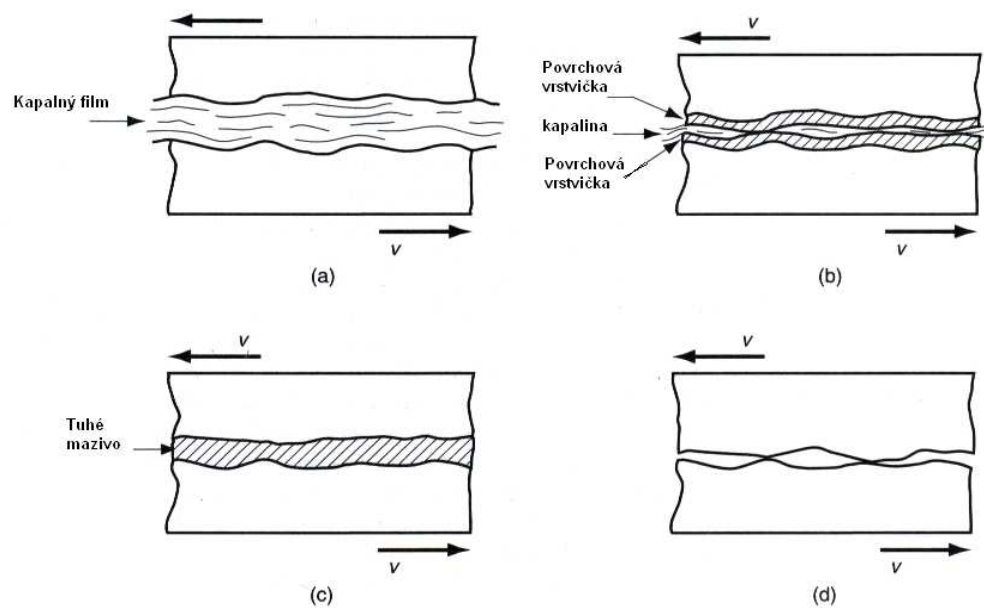 Kapalný film
v
(a)
v
Povrchová
vrstvička
kapalina
Povrchová
vrstvička
v
(b)
v
Tuhé
mazivo
v
(c)
v
v
(d)